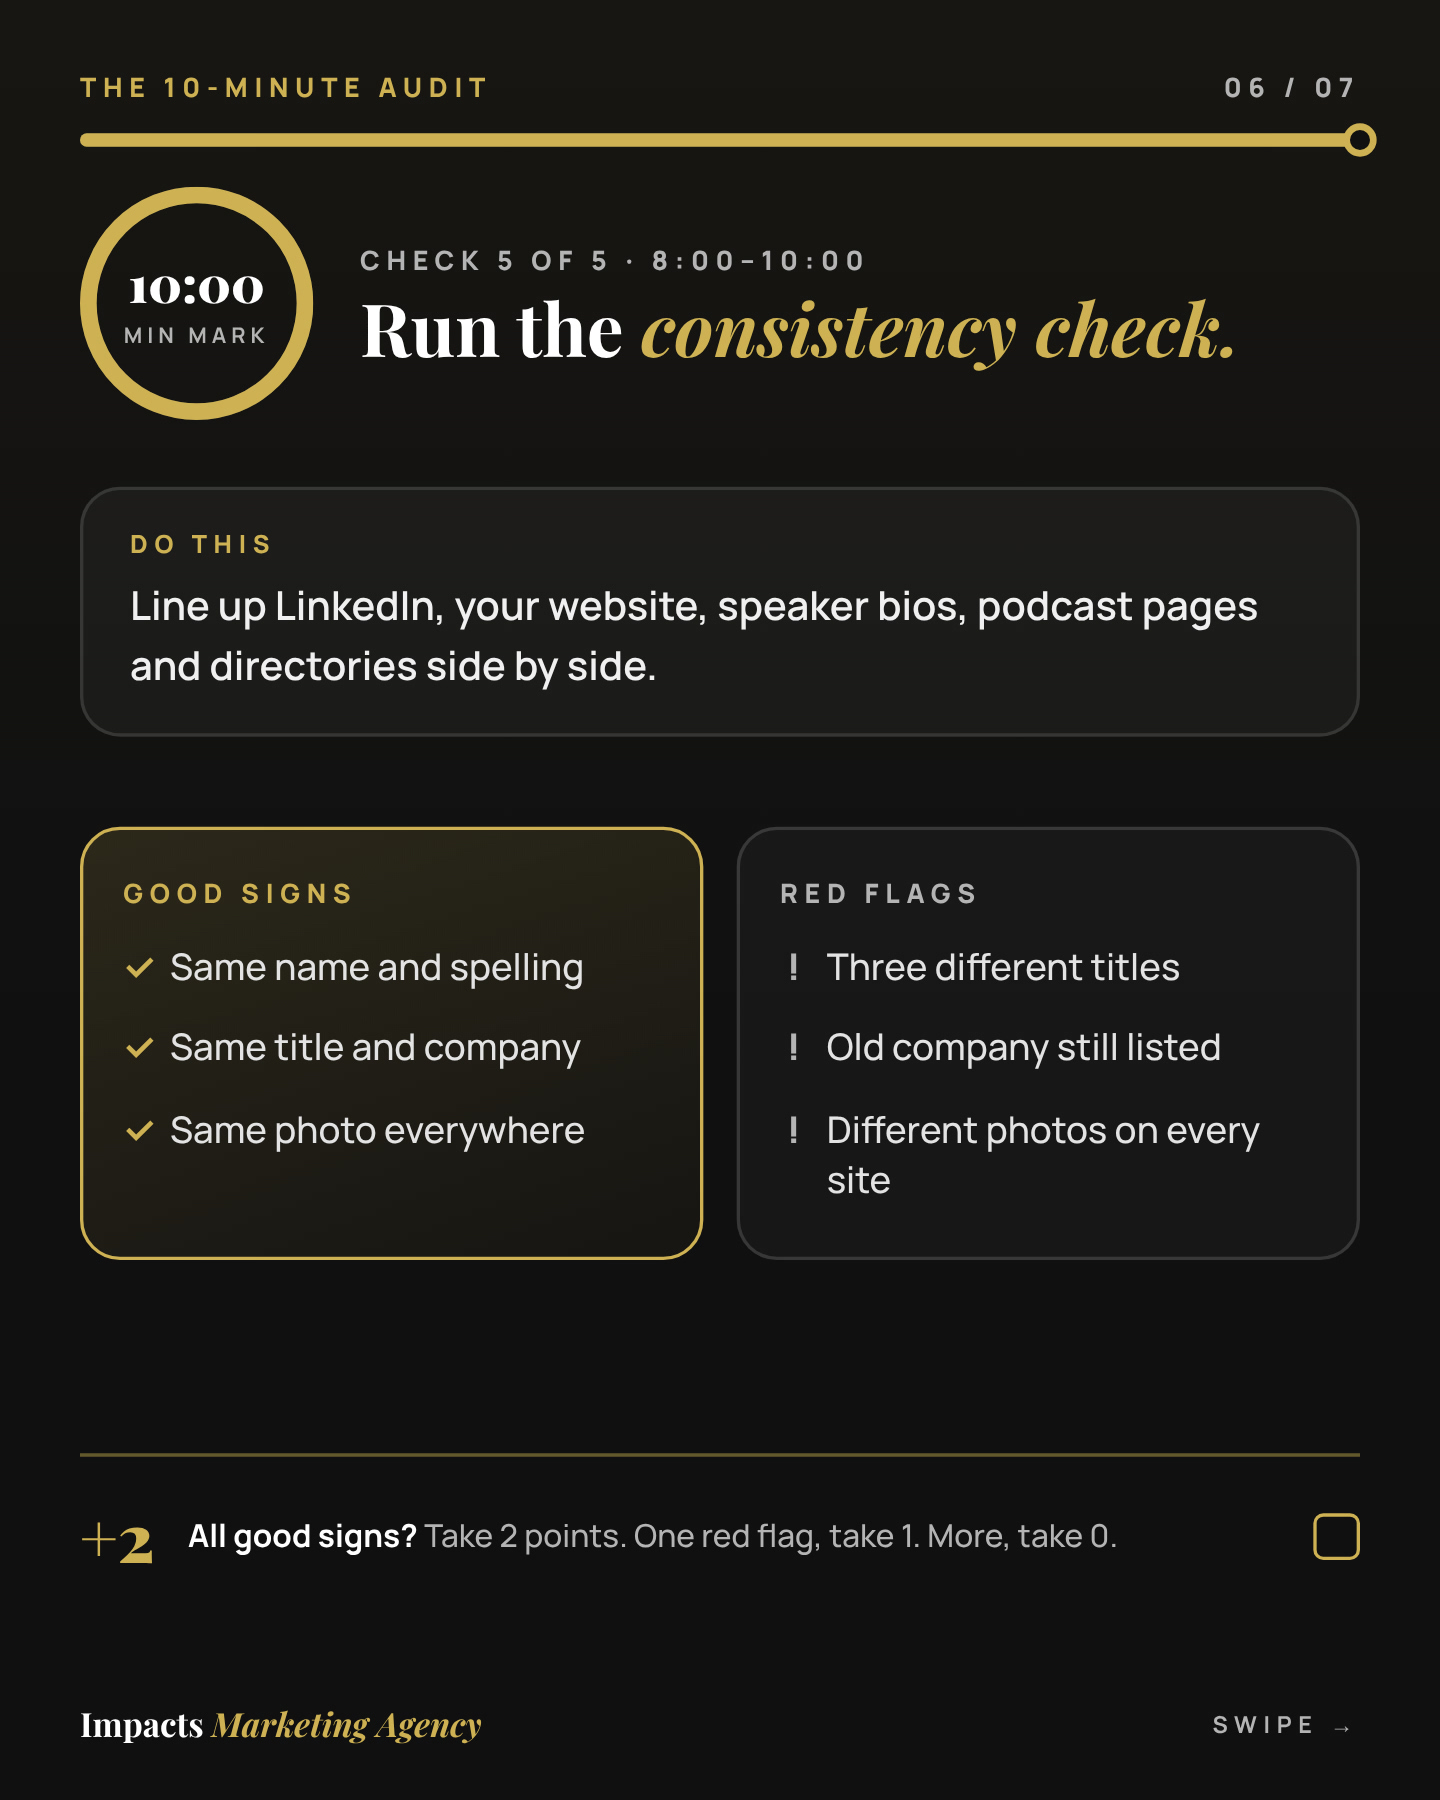 THE 10-MINUTE AUDIT
06 / 07
10:00
MIN MARK
CHECK 5 OF 5 · 8:00–10:00
Run the consistency check.
DO THIS
Line up LinkedIn, your website, speaker bios, podcast pages
and directories side by side.
GOOD SIGNS
✓ Same name and spelling
✓ Same title and company
✓ Same photo everywhere
RED FLAGS
! Three different titles
! Old company still listed
! Different photos on every
site
+2
All good signs? Take 2 points. One red flag, take 1. More, take 0.
Impacts Marketing Agency
SWIPE →